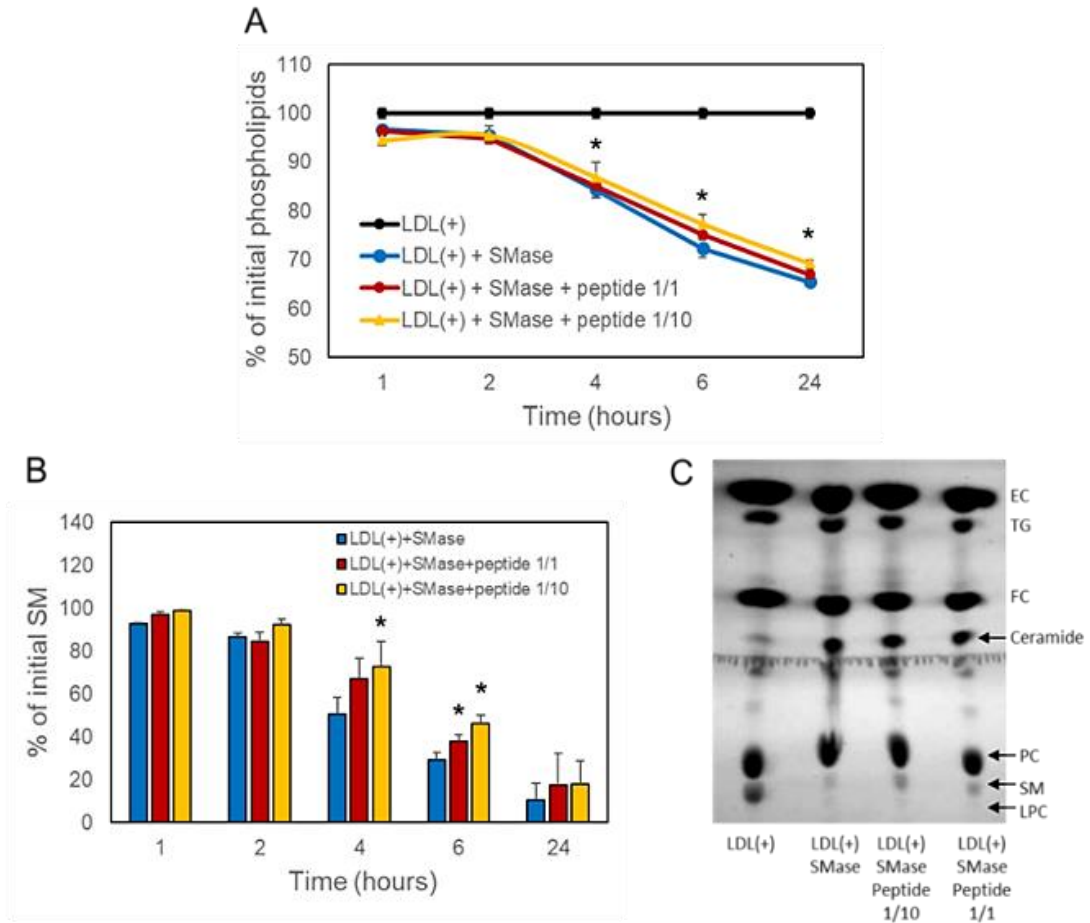 A
% of initial phospholipids
110
100
90
80
70
60
50
*
*
*
LDL(+)
LDL(+) + SMase
LDL(+) + SMase + peptide 1/1
LDL(+) + SMase + peptide 1/10
1 2 4 6 24
Time (hours)
B
% of initial SM
140
120
100
80
60
40
20
0
LDL(+)+SMase
LDL(+)+SMase+peptide 1/1
LDL(+)+SMase+peptide 1/10
*
* *
1 2 4 6 24
Time (hours)
C
EC
TG
FC
Ceramide
PC
SM
LPC
LDL(+)
LDL(+)
SMase
LDL(+)
SMase
Peptide
1/10
LDL(+)
SMase
Peptide
1/1